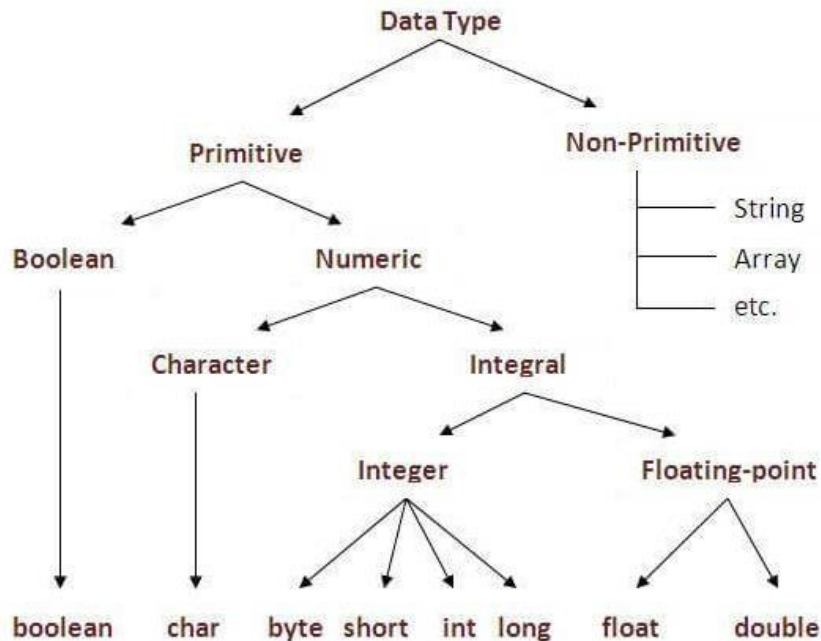 Data Type
Primitive
Non-Primitive
String
Array
etc.
Boolean
Numeric
Character
Integral
Integer
Floating-point
boolean
char
byte
short
int
long
float
double